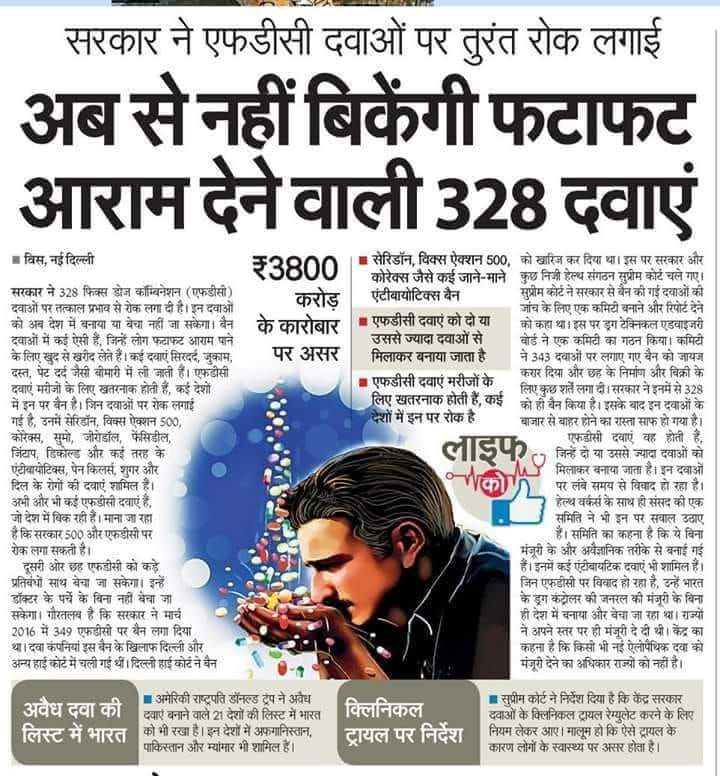 सरकार ने एफडीसी दवाओं पर तुरंत रोक लगाई
अब से नहीं बिकेंगी फटाफट
आराम देने वाली 328 दवाएं
■ विस, नई दिल्ली
सरकार ने 328 फिक्स डोज कॉम्बिनेशन (एफडीसी)
दवाओं पर तत्काल प्रभाव से रोक लगा दी है। इन दवाओं
को अब देश में बनाया या बेचा नहीं जा सकेगा। बैन
दवाओं में कई ऐसी हैं, जिन्हें लोग फटाफट आराम पाने
के लिए खुद से खरीद लेते हैं। कई दवाएं सिरदर्द, जुकाम,
दस्त, पेट दर्द जैसी बीमारी में ली जाती हैं। एफडीसी
दवाएं मरीजों के लिए खतरनाक होती हैं, कई देशों
में इन पर बैन है। जिन दवाओं पर रोक लगाई
गई है, उनमें सेरिडॉन, विक्स ऐक्शन 500,
कोरेक्स, सुमो, जीरोडॉल, फेंसिडील,
जिंटाप, डिकोल्ड और कई तरह के
एंटीबायोटिक्स, पेन किलर्स, शुगर और
दिल के रोगों की दवाएं शामिल हैं।
अभी और भी कई एफडीसी दवाएं हैं,
जो देश में बिक रही हैं। माना जा रहा
है कि सरकार 500 और एफडीसी पर
रोक लगा सकती है।
दूसरी ओर छह एफडीसी को कड़े
प्रतिबंधों साथ बेचा जा सकेगा। इन्हें
डॉक्टर के पर्चे के बिना नहीं बेचा जा
सकेगा। गौरतलब है कि सरकार ने मार्च
2016 में 349 एफडीसी पर बैन लगा दिया
था। दवा कंपनियां इस बैन के खिलाफ दिल्ली और
अन्य हाई कोर्ट में चली गई थीं। दिल्ली हाई कोर्ट ने बैन
₹3800
करोड़
के कारोबार
पर असर
■ सेरिडॉन, विक्स ऐक्शन 500,
कोरेक्स जैसे कई जाने-माने
एंटीबायोटिक्स बैन
■ एफडीसी दवाएं को दो या
उससे ज्यादा दवाओं से
मिलाकर बनाया जाता है
■ एफडीसी दवाएं मरीजों के
लिए खतरनाक होती हैं, कई
देशों में इन पर रोक है
लाइफ
को
को खारिज कर दिया था। इस पर सरकार और
कुछ निजी हेल्थ संगठन सुप्रीम कोर्ट चले गए।
सुप्रीम कोर्ट ने सरकार से बैन की गई दवाओं की
जांच के लिए एक कमिटी बनाने और रिपोर्ट देने
को कहा था। इस पर ड्रग टेक्निकल एडवाइजरी
बोर्ड ने एक कमिटी का गठन किया। कमिटी
ने 343 दवाओं पर लगाए गए बैन को जायज
करार दिया और छह के निर्माण और बिक्री के
लिए कुछ शर्तें लगा दी। सरकार ने इनमें से 328
को ही बैन किया है। इसके बाद इन दवाओं के
बाजार से बाहर होने का रास्ता साफ हो गया है।
एफडीसी दवाएं वह होती हैं,
जिन्हें दो या उससे ज्यादा दवाओं को
मिलाकर बनाया जाता है। इन दवाओं
पर लंबे समय से विवाद हो रहा है।
हेल्थ वर्कर्स के साथ ही संसद की एक
समिति ने भी इन पर सवाल उठाए
हैं। समिति का कहना है कि ये बिना
मंजूरी के और अवैज्ञानिक तरीके से बनाई गई
हैं। इनमें कई एंटीबायटिक दवाएं भी शामिल हैं।
जिन एफडीसी पर विवाद हो रहा है, उन्हें भारत
के ड्रग कंट्रोलर की जनरल की मंजूरी के बिना
ही देश में बनाया और बेचा जा रहा था। राज्यों
ने अपने स्तर पर ही मंजूरी दे दी थी। केंद्र का
कहना है कि किसी भी नई ऐलोपैथिक दवा को
मंजूरी देने का अधिकार राज्यों को नहीं है।
अवैध दवा की
लिस्ट में भारत
■ अमेरिकी राष्ट्रपति डॉनल्ड ट्रंप ने अवैध
दवाएं बनाने वाले 21 देशों की लिस्ट में भारत
को भी रखा है। इन देशों में अफगानिस्तान,
पाकिस्तान और म्यांमार भी शामिल हैं।
क्लिनिकल
ट्रायल पर निर्देश
■ सुप्रीम कोर्ट ने निर्देश दिया है कि केंद्र सरकार
दवाओं के क्लिनिकल ट्रायल रेग्युलेट करने के लिए
नियम लेकर आए। मालूम हो कि ऐसे ट्रायल के
कारण लोगों के स्वास्थ्य पर असर होता है।